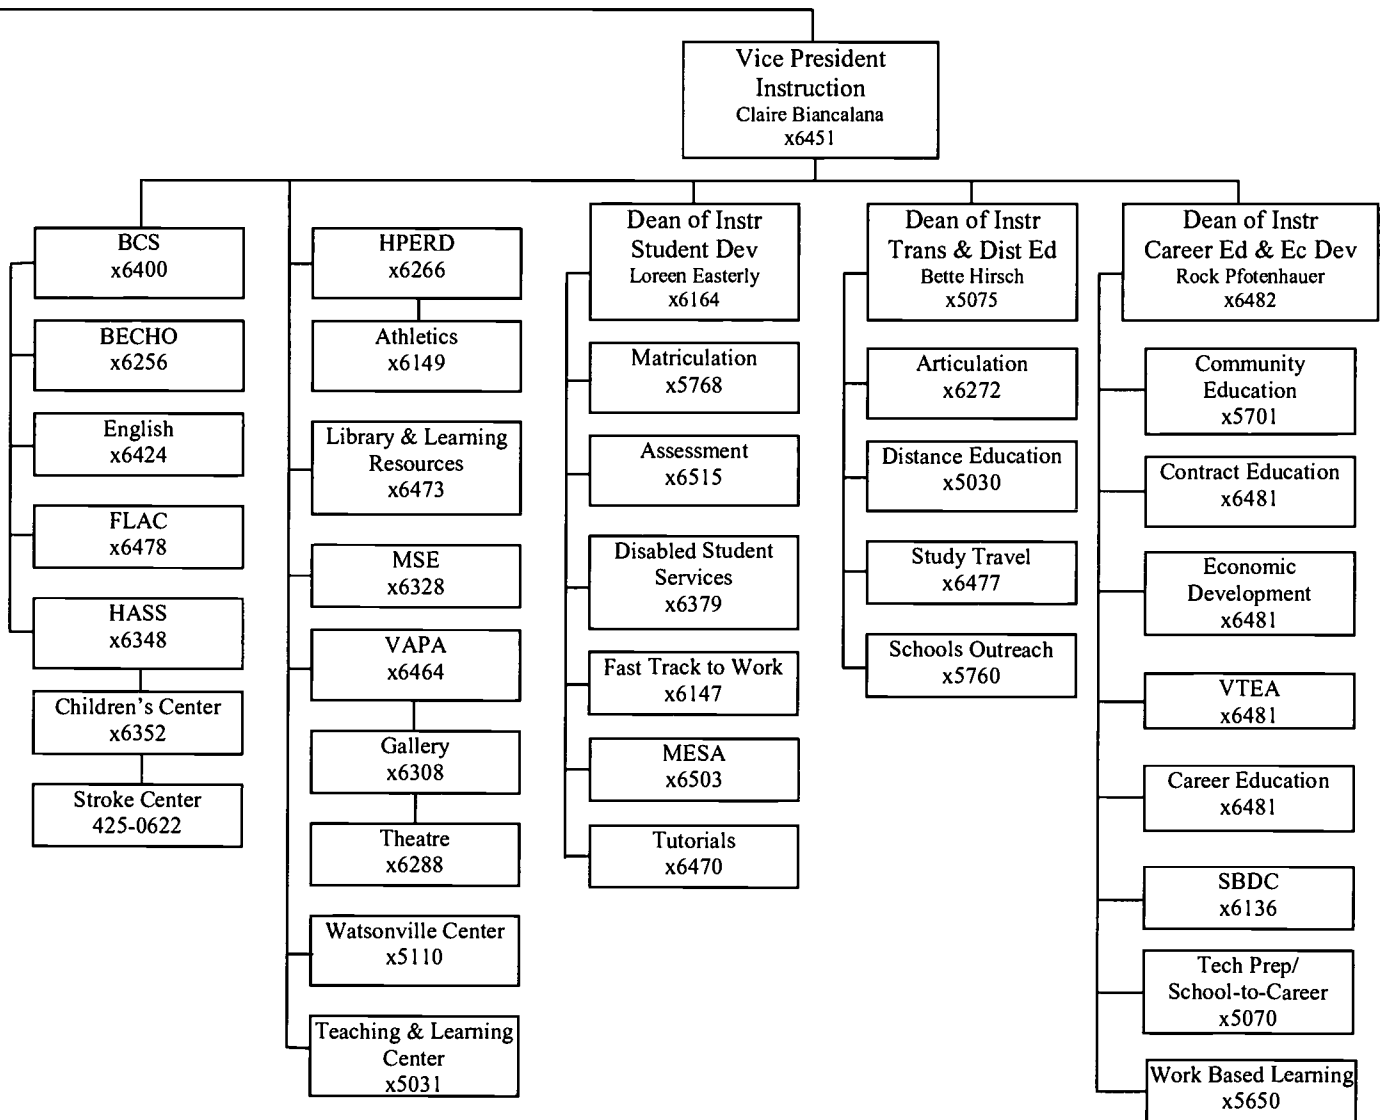 Vice President
Instruction
Claire Biancalana
x6451
BCS
x6400
BECHO
x6256
English
x6424
FLAC
x6478
HASS
x6348
Children's Center
x6352
Stroke Center
425-0622
HPERD
x6266
Athletics
x6149
Library & Learning
Resources
x6473
MSE
x6328
VAPA
x6464
Gallery
x6308
Theatre
x6288
Watsonville Center
x5110
Teaching & Learning
Center
x5031
Dean of Instr
Student Dev
Loreen Easterly
x6164
Matriculation
x5768
Assessment
x6515
Disabled Student
Services
x6379
Fast Track to Work
x6147
MESA
x6503
Tutorials
x6470
Dean of Instr
Trans & Dist Ed
Bette Hirsch
x5075
Articulation
x6272
Distance Education
x5030
Study Travel
x6477
Schools Outreach
x5760
Dean of Instr
Career Ed & Ec Dev
Rock Pfotenhauer
x6482
Community
Education
x5701
Contract Education
x6481
Economic
Development
x6481
VTEA
x6481
Career Education
x6481
SBDC
x6136
Tech Prep/
School-to-Career
x5070
Work Based Learning
x5650